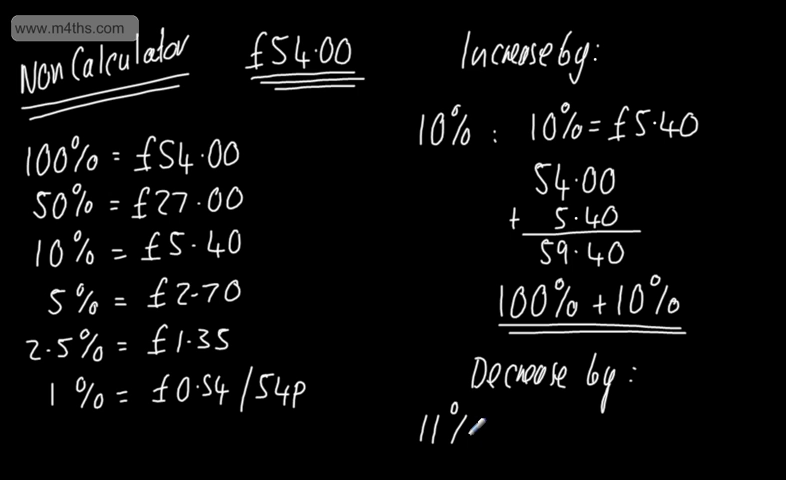 www.m4ths.com
Non Calculator £54.00
100% = £54.00
50% = £27.00
10% = £5.40
5% = £2.70
2.5% = £1.35
1% = £0.54/54p
Increase by:
10% : 10% = £5.40
54.00
+ 5.40
59.40
100% + 10%
Decrease by:
11%